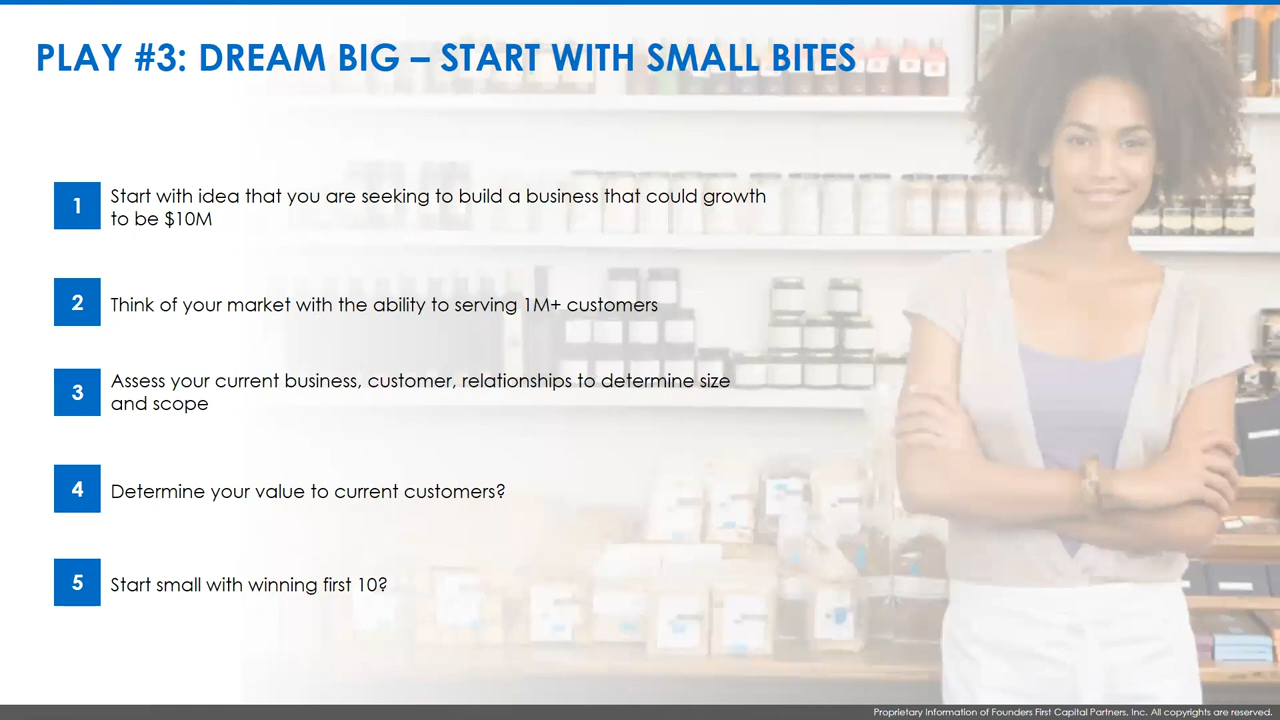 PLAY #3: DREAM BIG – START WITH SMALL BITES
1
Start with idea that you are seeking to build a business that could growth
to be $10M
2
Think of your market with the ability to serving 1M+ customers
3
Assess your current business, customer, relationships to determine size
and scope
4
Determine your value to current customers?
5
Start small with winning first 10?
Proprietary Information of Founders First Capital Partners, Inc. All copyrights are reserved.